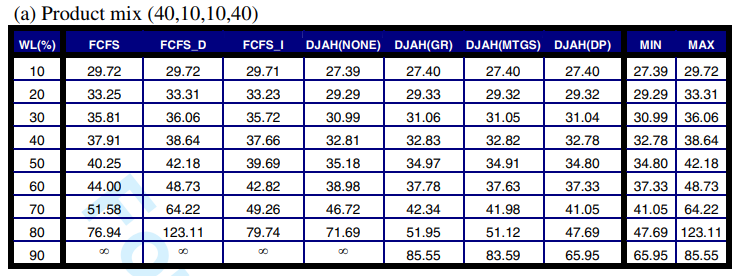 (a) Product mix (40,10,10,40)
WL(%) FCFS FCFS_D FCFS_I DJAH(NONE) DJAH(GR) DJAH(MTGS) DJAH(DP) MIN MAX
10 29.72 29.72 29.71 27.39 27.40 27.40 27.40 27.39 29.72
20 33.25 33.31 33.23 29.29 29.33 29.32 29.32 29.29 33.31
30 35.81 36.06 35.72 30.99 31.06 31.05 31.04 30.99 36.06
40 37.91 38.64 37.66 32.81 32.83 32.82 32.78 32.78 38.64
50 40.25 42.18 39.69 35.18 34.97 34.91 34.80 34.80 42.18
60 44.00 48.73 42.82 38.98 37.78 37.63 37.33 37.33 48.73
70 51.58 64.22 49.26 46.72 42.34 41.98 41.05 41.05 64.22
80 76.94 123.11 79.74 71.69 51.95 51.12 47.69 47.69 123.11
90 ∞ ∞ ∞ ∞ 85.55 83.59 65.95 65.95 85.55